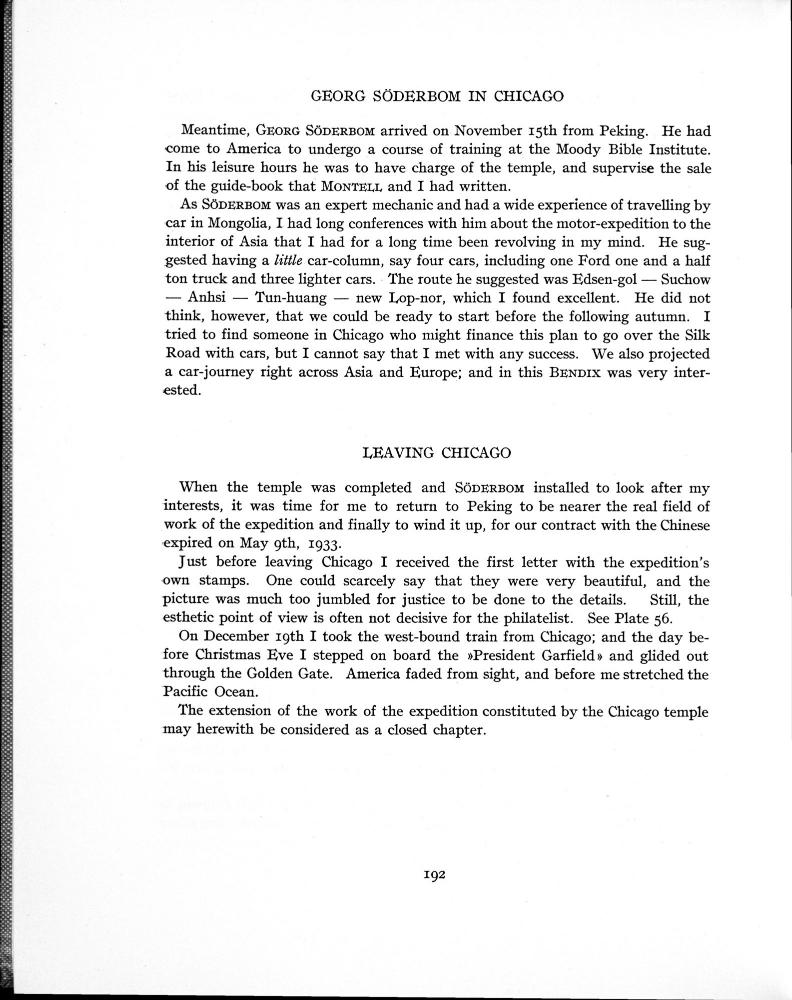 GEORG SÖDERBOM IN CHICAGO
Meantime, GEORG SÖDERBOM arrived on November 15th from Peking. He had
come to America to undergo a course of training at the Moody Bible Institute.
In his leisure hours he was to have charge of the temple, and supervise the sale
of the guide-book that MONTELL and I had written.
As SÖDERBOM was an expert mechanic and had a wide experience of travelling by
car in Mongolia, I had long conferences with him about the motor-expedition to the
interior of Asia that I had for a long time been revolving in my mind. He sug-
gested having a little car-column, say four cars, including one Ford one and a half
ton truck and three lighter cars. The route he suggested was Edsen-gol — Suchow
— Anhsi — Tun-huang — new Lop-nor, which I found excellent. He did not
think, however, that we could be ready to start before the following autumn. I
tried to find someone in Chicago who might finance this plan to go over the Silk
Road with cars, but I cannot say that I met with any success. We also projected
a car-journey right across Asia and Europe; and in this BENDIX was very inter-
ested.
LEAVING CHICAGO
When the temple was completed and SÖDERBOM installed to look after my
interests, it was time for me to return to Peking to be nearer the real field of
work of the expedition and finally to wind it up, for our contract with the Chinese
expired on May 9th, 1933.
Just before leaving Chicago I received the first letter with the expedition's
own stamps. One could scarcely say that they were very beautiful, and the
picture was much too jumbled for justice to be done to the details. Still, the
esthetic point of view is often not decisive for the philatelist. See Plate 56.
On December 19th I took the west-bound train from Chicago; and the day be-
fore Christmas Eve I stepped on board the »President Garfield» and glided out
through the Golden Gate. America faded from sight, and before me stretched the
Pacific Ocean.
The extension of the work of the expedition constituted by the Chicago temple
may herewith be considered as a closed chapter.
192